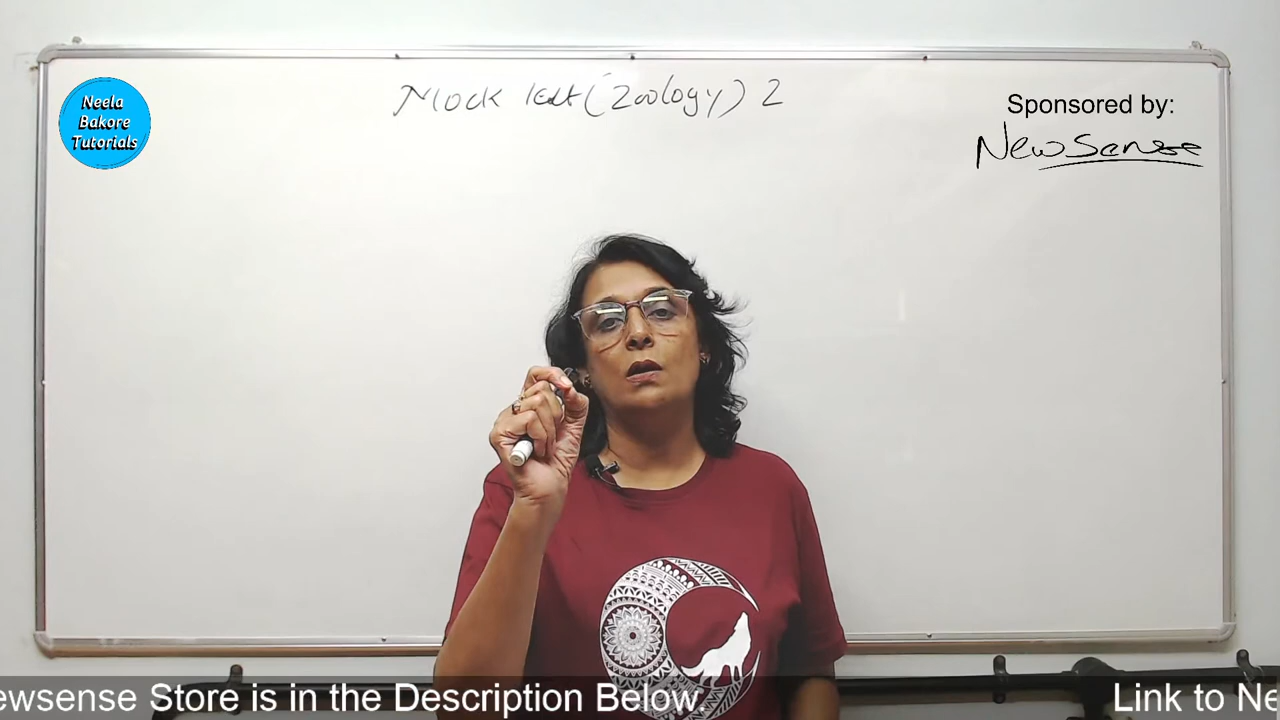 Mock Test (Zoology) 2
Neela
Bakore
Tutorials
Sponsored by:
NewSense
ewsense Store is in the Description Below.
Link to Ne